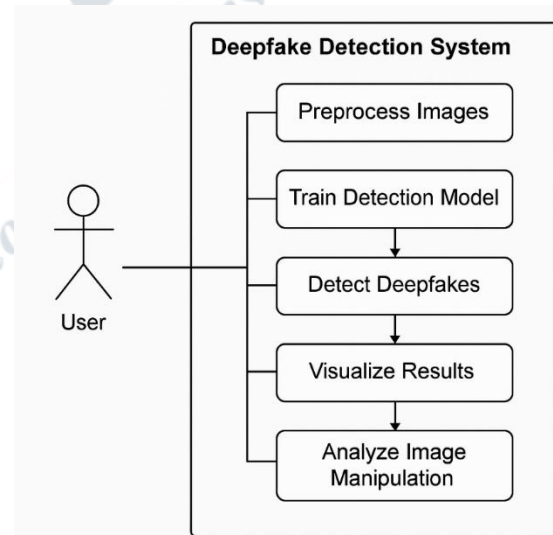 Deepfake Detection System
Preprocess Images
Train Detection Model
Detect Deepfakes
User
Visualize Results
Analyze Image
Manipulation